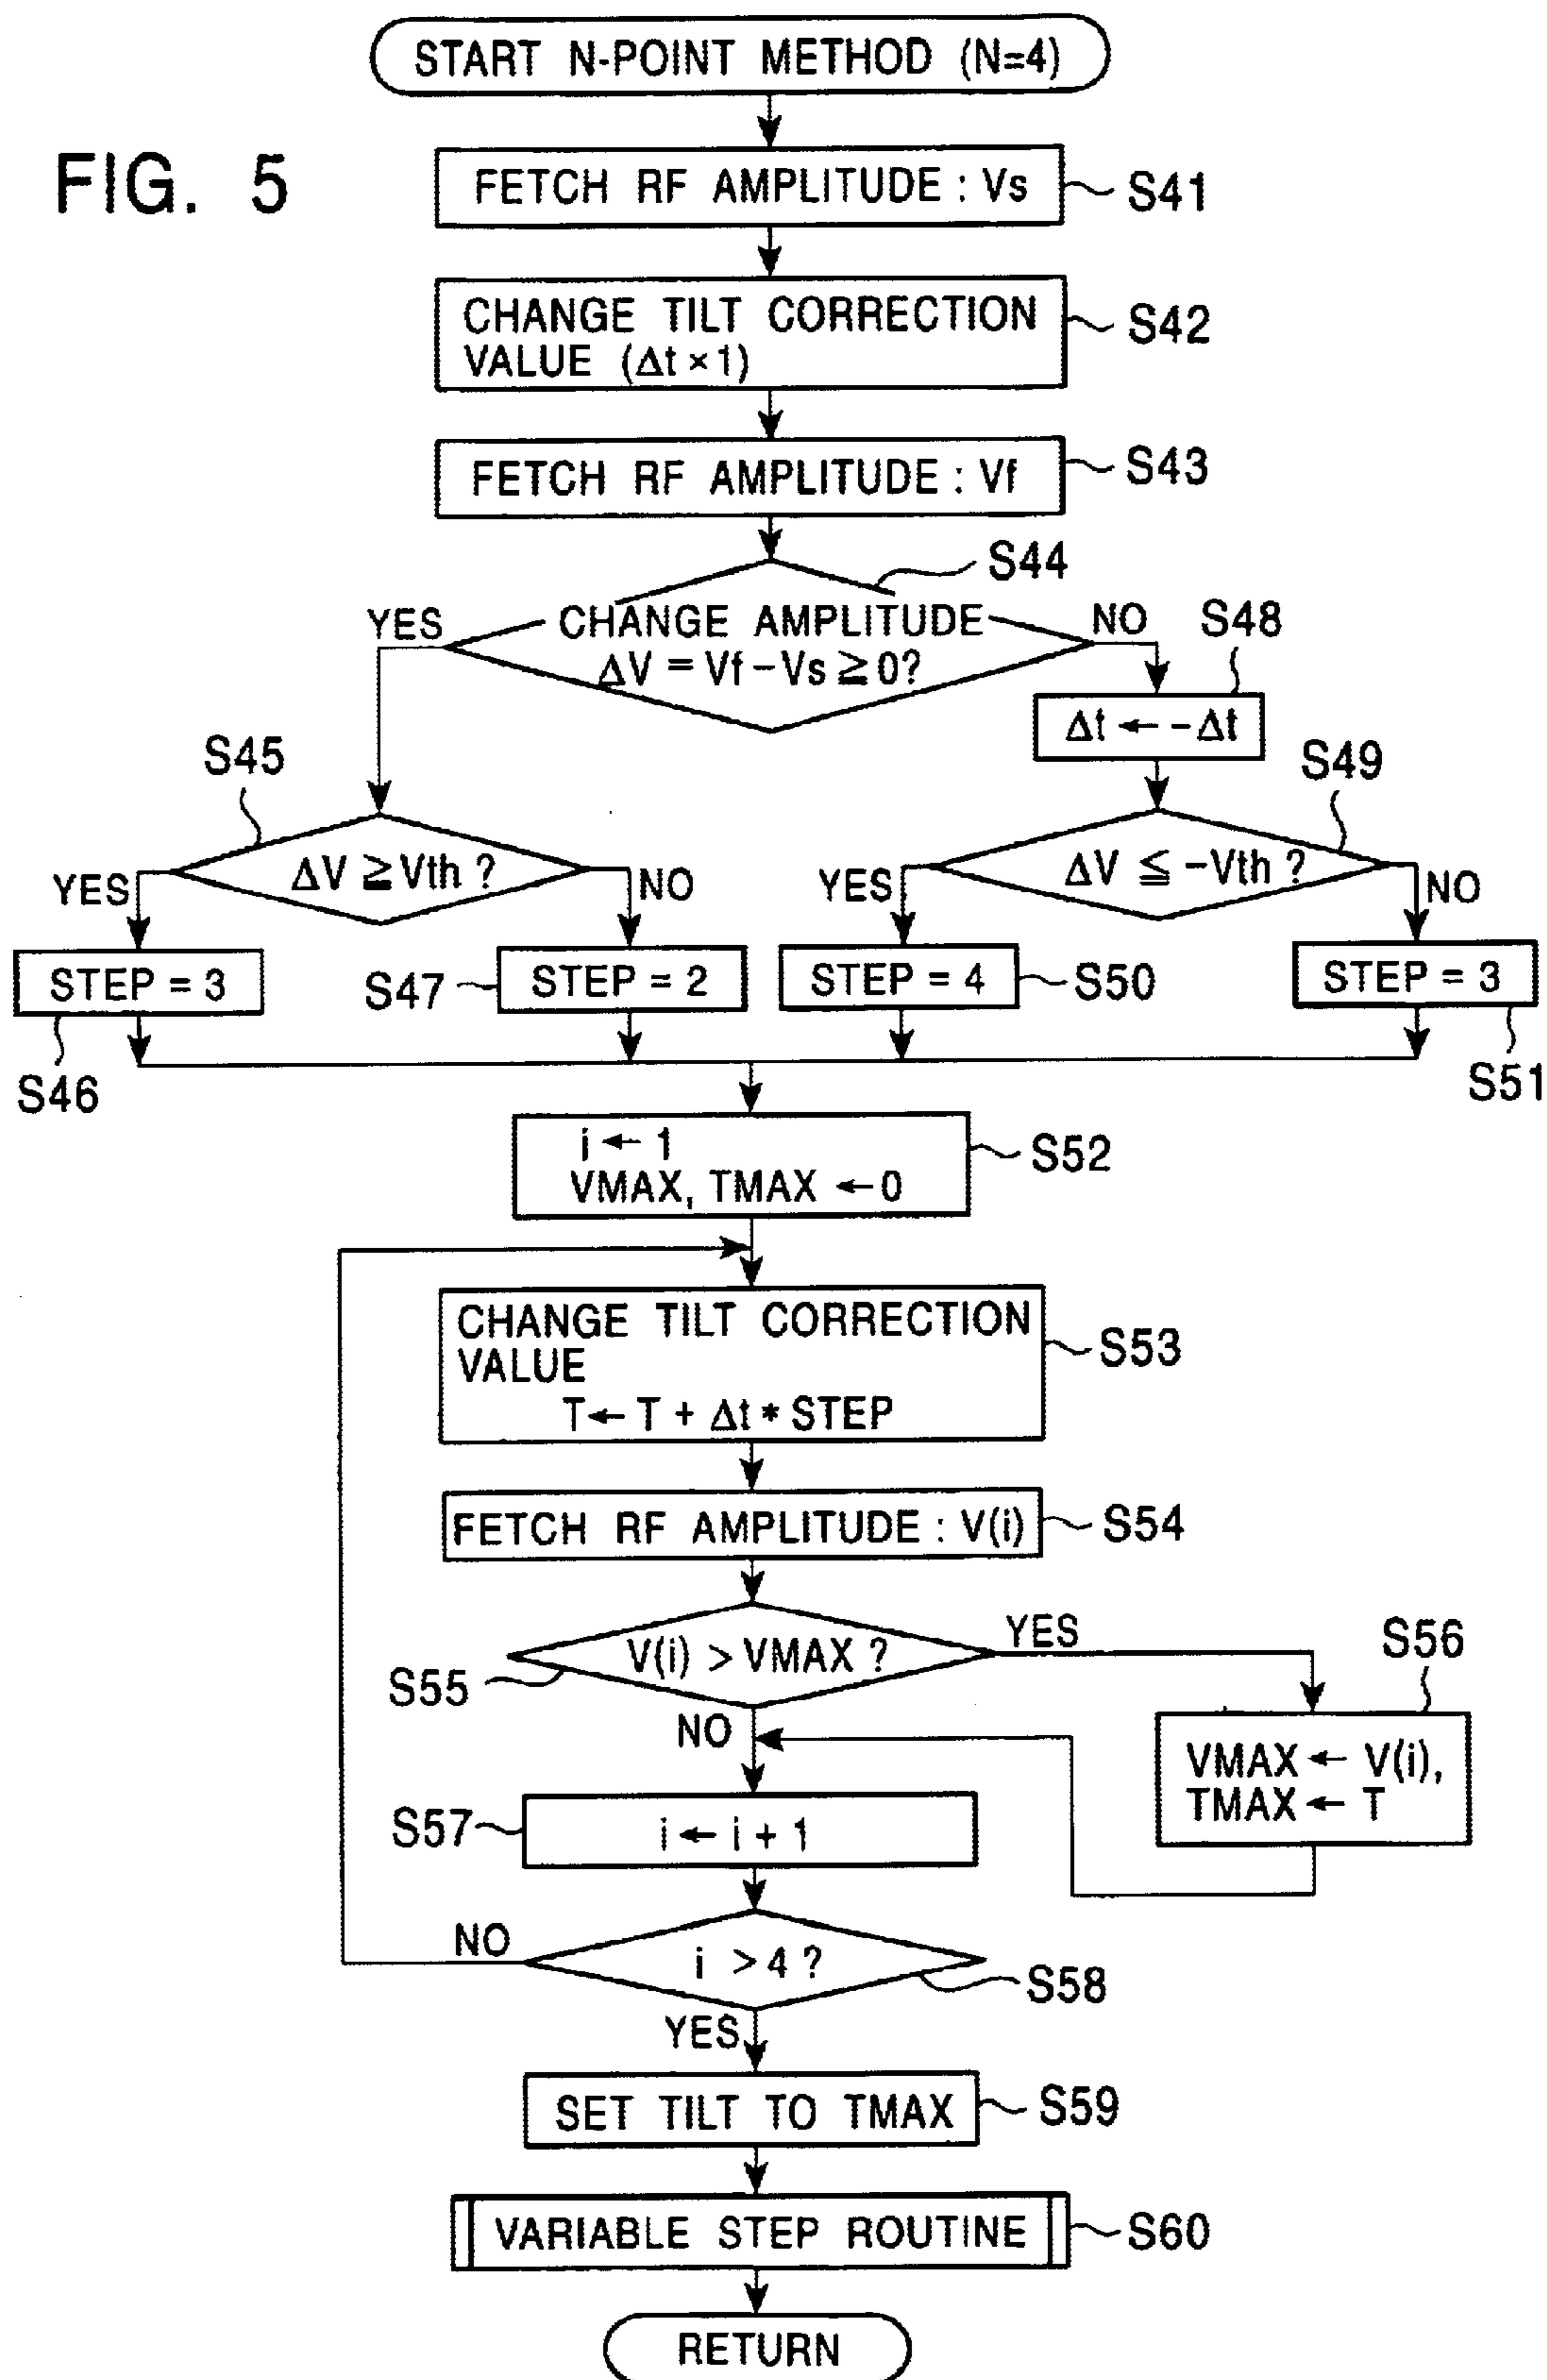 START N-POINT METHOD (N=4)
FIG. 5
FETCH RF AMPLITUDE : Vs
S41
CHANGE TILT CORRECTION
VALUE (Δt × 1)
S42
FETCH RF AMPLITUDE : Vf
S43
S44
CHANGE AMPLITUDE
ΔV = Vf – Vs ≧ 0?
YES
NO
S48
Δt ← – Δt
S45
ΔV ≧ Vth ?
YES
NO
S49
ΔV ≦ –Vth ?
YES
NO
STEP = 3
S46
S47
STEP = 2
STEP = 4
S50
STEP = 3
S51
i ← 1
VMAX, TMAX ← 0
S52
CHANGE TILT CORRECTION
VALUE
T ← T + Δt * STEP
S53
FETCH RF AMPLITUDE : V(i)
S54
V(i) > VMAX ?
S55
YES
NO
S56
VMAX ← V(i),
TMAX ← T
S57
i ← i + 1
NO
i > 4 ?
S58
YES
SET TILT TO TMAX
S59
VARIABLE STEP ROUTINE
S60
RETURN